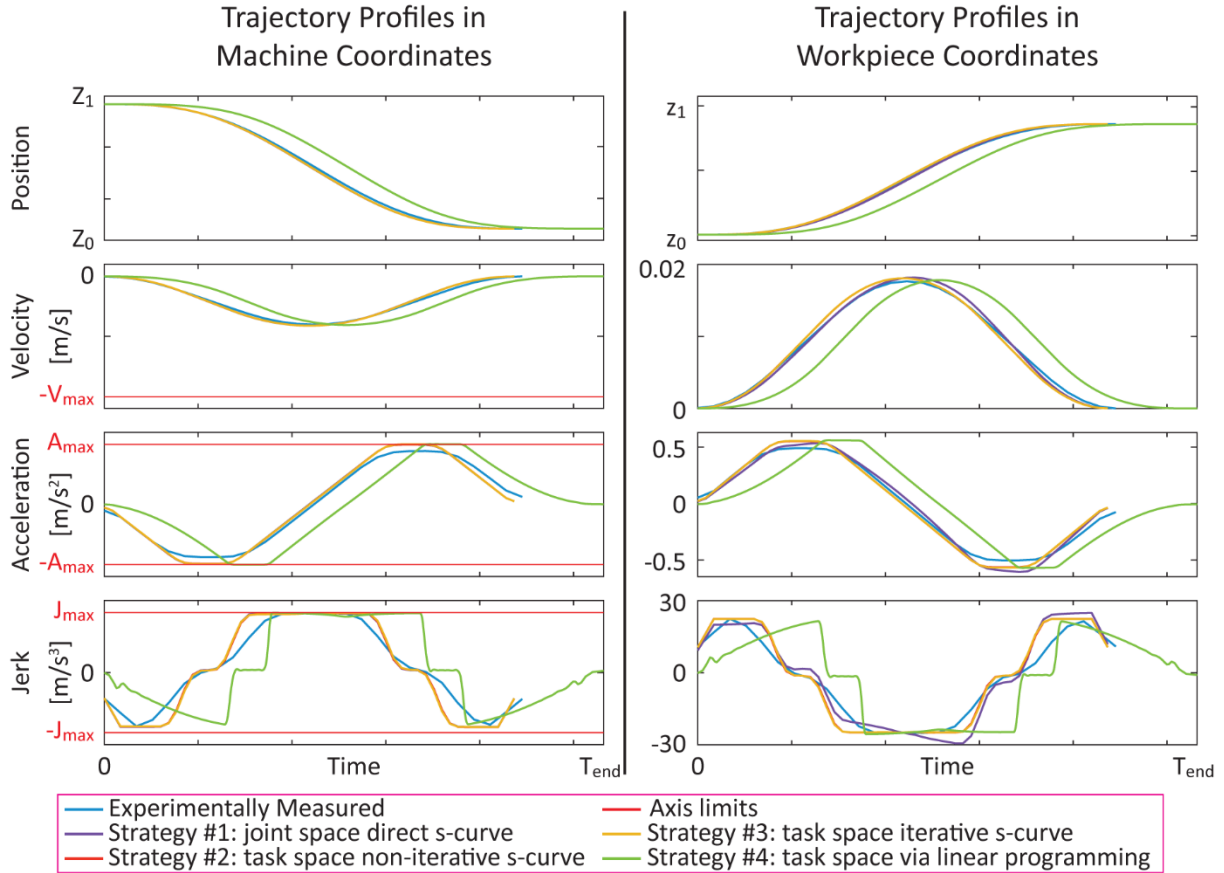 Trajectory Profiles in
Machine Coordinates
Trajectory Profiles in
Workpiece Coordinates
Position
Z₁
Z₀
z₁
z₀
Velocity
[m/s]
0
-Vₘₐₓ
0.02
0
Acceleration
[m/s²]
Aₘₐₓ
0
-Aₘₐₓ
0.5
0
-0.5
Jerk
[m/s³]
Jₘₐₓ
0
-Jₘₐₓ
30
0
-30
0 Time Tₑₙd
0 Time Tₑₙd
Experimentally Measured
Axis limits
Strategy #1: joint space direct s-curve
Strategy #3: task space iterative s-curve
Strategy #2: task space non-iterative s-curve
Strategy #4: task space via linear programming